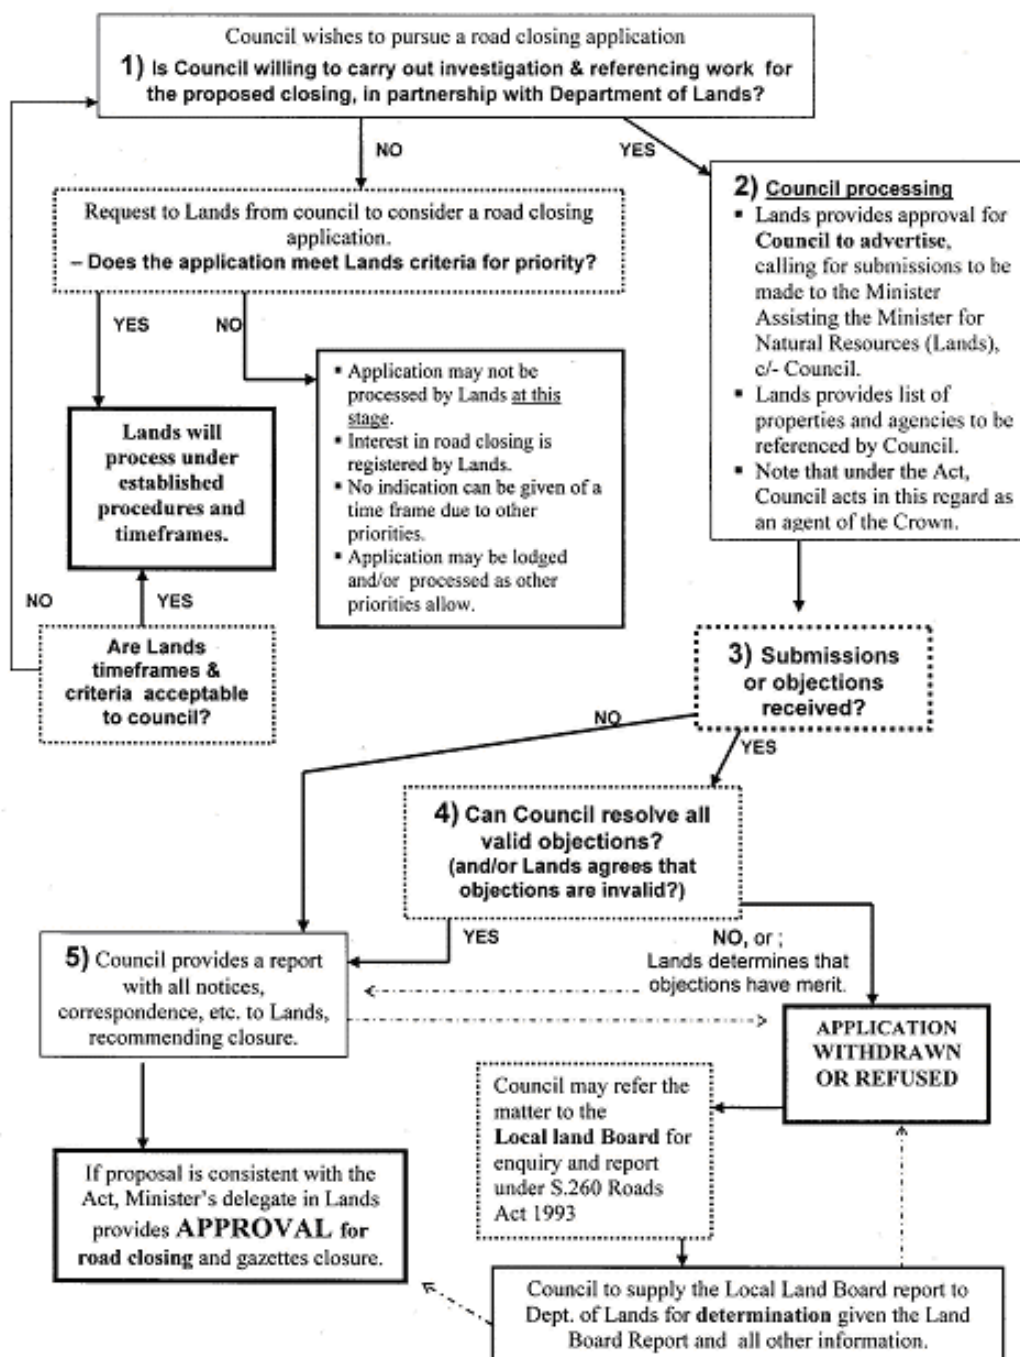 Council wishes to pursue a road closing application
1) Is Council willing to carry out investigation & referencing work for
the proposed closing, in partnership with Department of Lands?
NO
YES
Request to Lands from council to consider a road closing
application.
– Does the application meet Lands criteria for priority?
YES
NO
2) Council processing
▪ Lands provides approval for
Council to advertise,
calling for submissions to be
made to the Minister
Assisting the Minister for
Natural Resources (Lands),
c/- Council.
▪ Lands provides list of
properties and agencies to be
referenced by Council.
▪ Note that under the Act,
Council acts in this regard as
an agent of the Crown.
Lands will
process under
established
procedures and
timeframes.
▪ Application may not be
processed by Lands at this
stage.
▪ Interest in road closing is
registered by Lands.
▪ No indication can be given of a
time frame due to other
priorities.
▪ Application may be lodged
and/or processed as other
priorities allow.
NO
YES
Are Lands
timeframes &
criteria acceptable
to council?
3) Submissions
or objections
received?
NO
YES
4) Can Council resolve all
valid objections?
(and/or Lands agrees that
objections are invalid?)
YES
NO, or ;
Lands determines that
objections have merit.
5) Council provides a report
with all notices,
correspondence, etc. to Lands,
recommending closure.
APPLICATION
WITHDRAWN
OR REFUSED
Council may refer the
matter to the
Local land Board for
enquiry and report
under S.260 Roads
Act 1993
If proposal is consistent with the
Act, Minister's delegate in Lands
provides APPROVAL for
road closing and gazettes closure.
Council to supply the Local Land Board report to
Dept. of Lands for determination given the Land
Board Report and all other information.